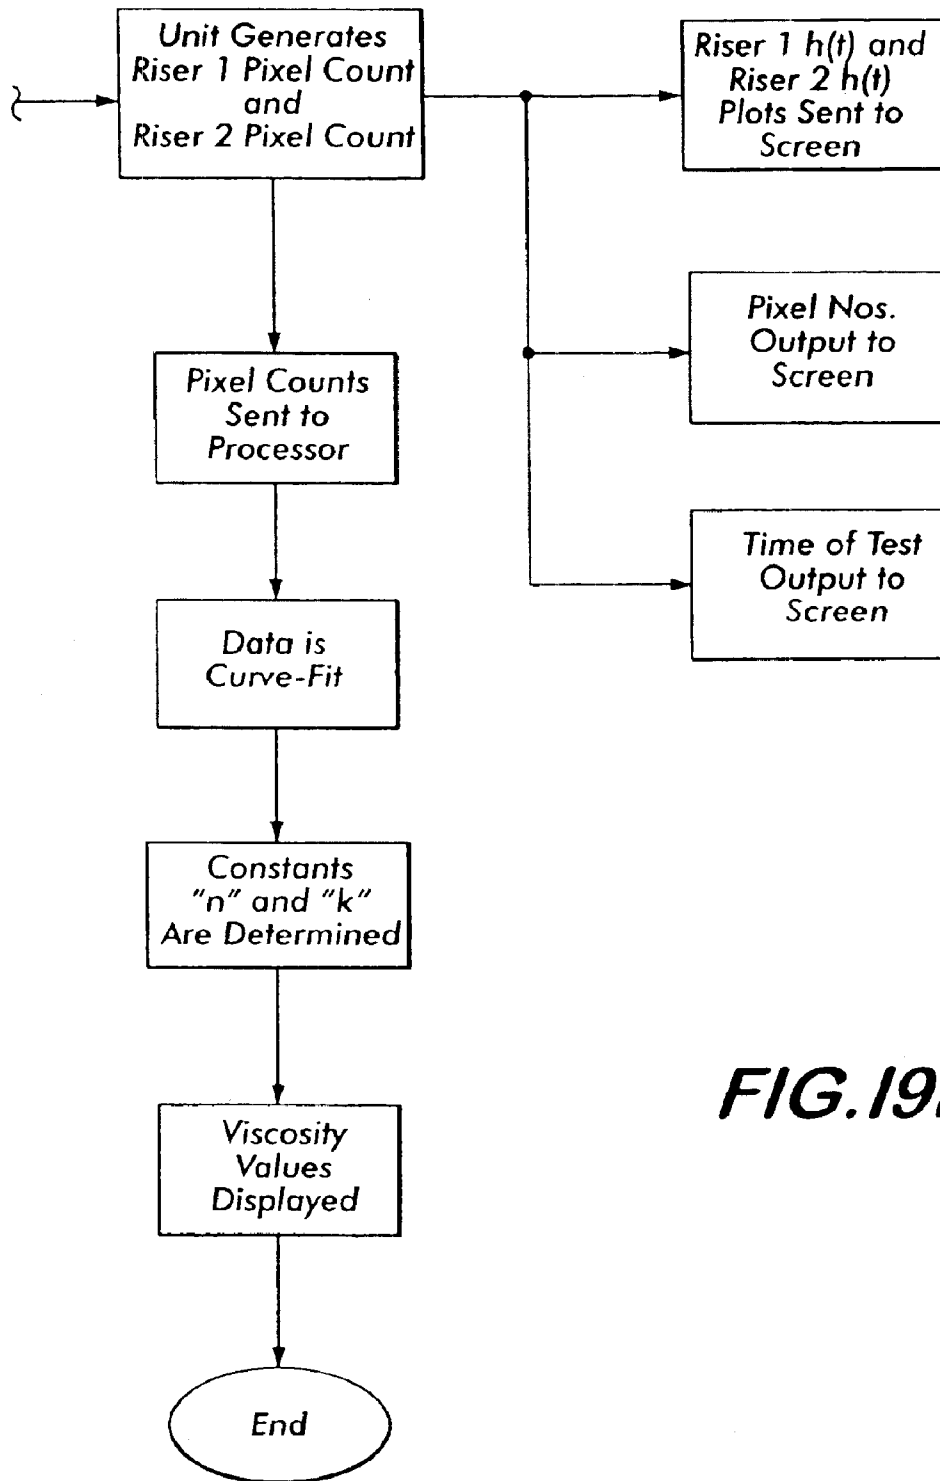 Unit Generates
Riser 1 Pixel Count
and
Riser 2 Pixel Count
Riser 1 h(t) and
Riser 2 h(t)
Plots Sent to
Screen
Pixel Nos.
Output to
Screen
Pixel Counts
Sent to
Processor
Time of Test
Output to
Screen
Data is
Curve-Fit
Constants
"n" and "k"
Are Determined
Viscosity
Values
Displayed
End